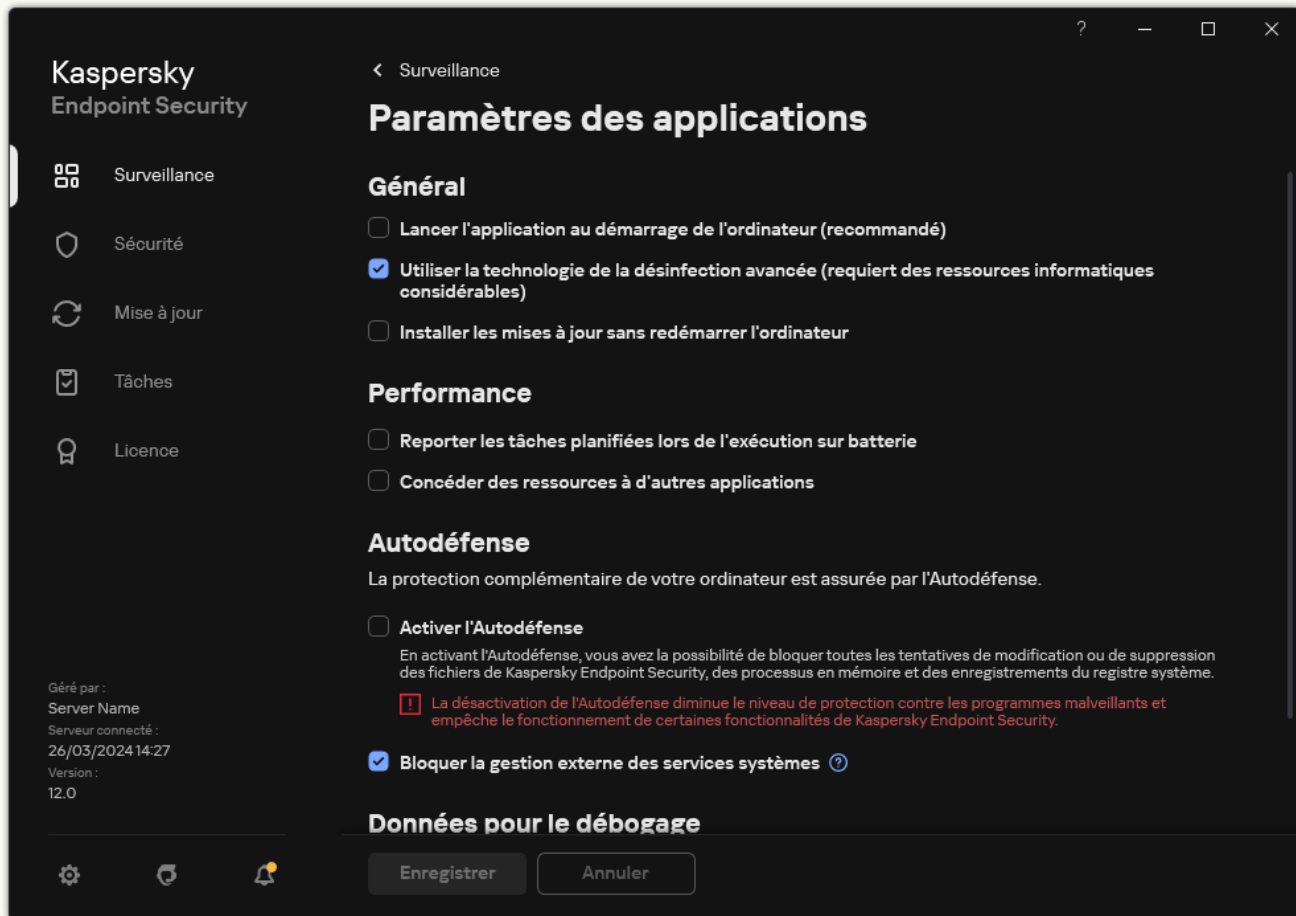 ?
Kaspersky
Endpoint Security
Surveillance
Sécurité
Mise à jour
Tâches
Licence
Géré par :
Server Name
Serveur connecté :
26/03/2024 14:27
Version :
12.0
Surveillance
Paramètres des applications
Général
Lancer l'application au démarrage de l'ordinateur (recommandé)
Utiliser la technologie de la désinfection avancée (requiert des ressources informatiques
considérables)
Installer les mises à jour sans redémarrer l'ordinateur
Performance
Reporter les tâches planifiées lors de l'exécution sur batterie
Concéder des ressources à d'autres applications
Autodéfense
La protection complémentaire de votre ordinateur est assurée par l'Autodéfense.
Activer l'Autodéfense
En activant l'Autodéfense, vous avez la possibilité de bloquer toutes les tentatives de modification ou de suppression
des fichiers de Kaspersky Endpoint Security, des processus en mémoire et des enregistrements du registre système.
La désactivation de l'Autodéfense diminue le niveau de protection contre les programmes malveillants et
empêche le fonctionnement de certaines fonctionnalités de Kaspersky Endpoint Security.
Bloquer la gestion externe des services systèmes ?
Données pour le débogage
Enregistrer
Annuler